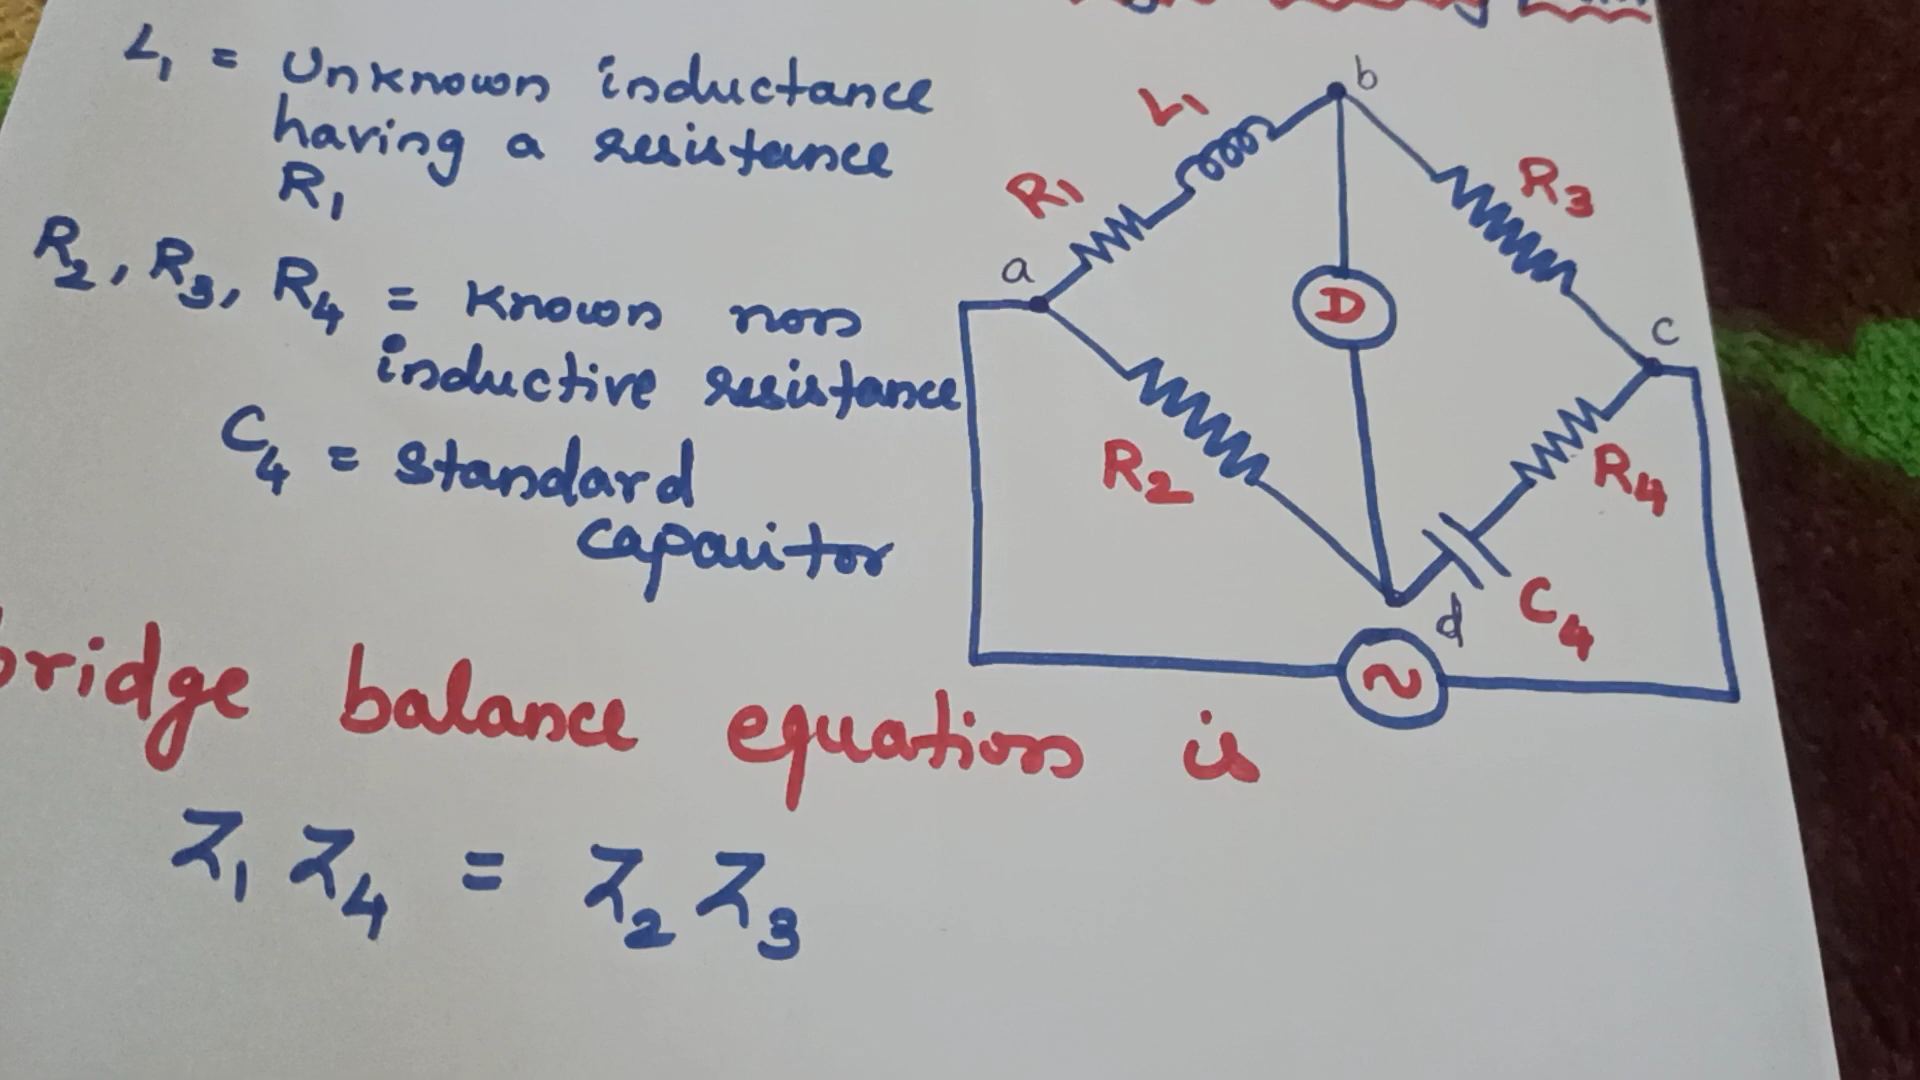 L₁ = Unknown inductance
having a resistance
R₁
R₂, R₃, R₄ = Known non
inductive resistance
C₄ = standard
capacitor
bridge balance equation is
Z₁ Z₄ = Z₂ Z₃
b
L₁
R₁
R₃
a
D
c
R₂
R₄
d
C₄
~